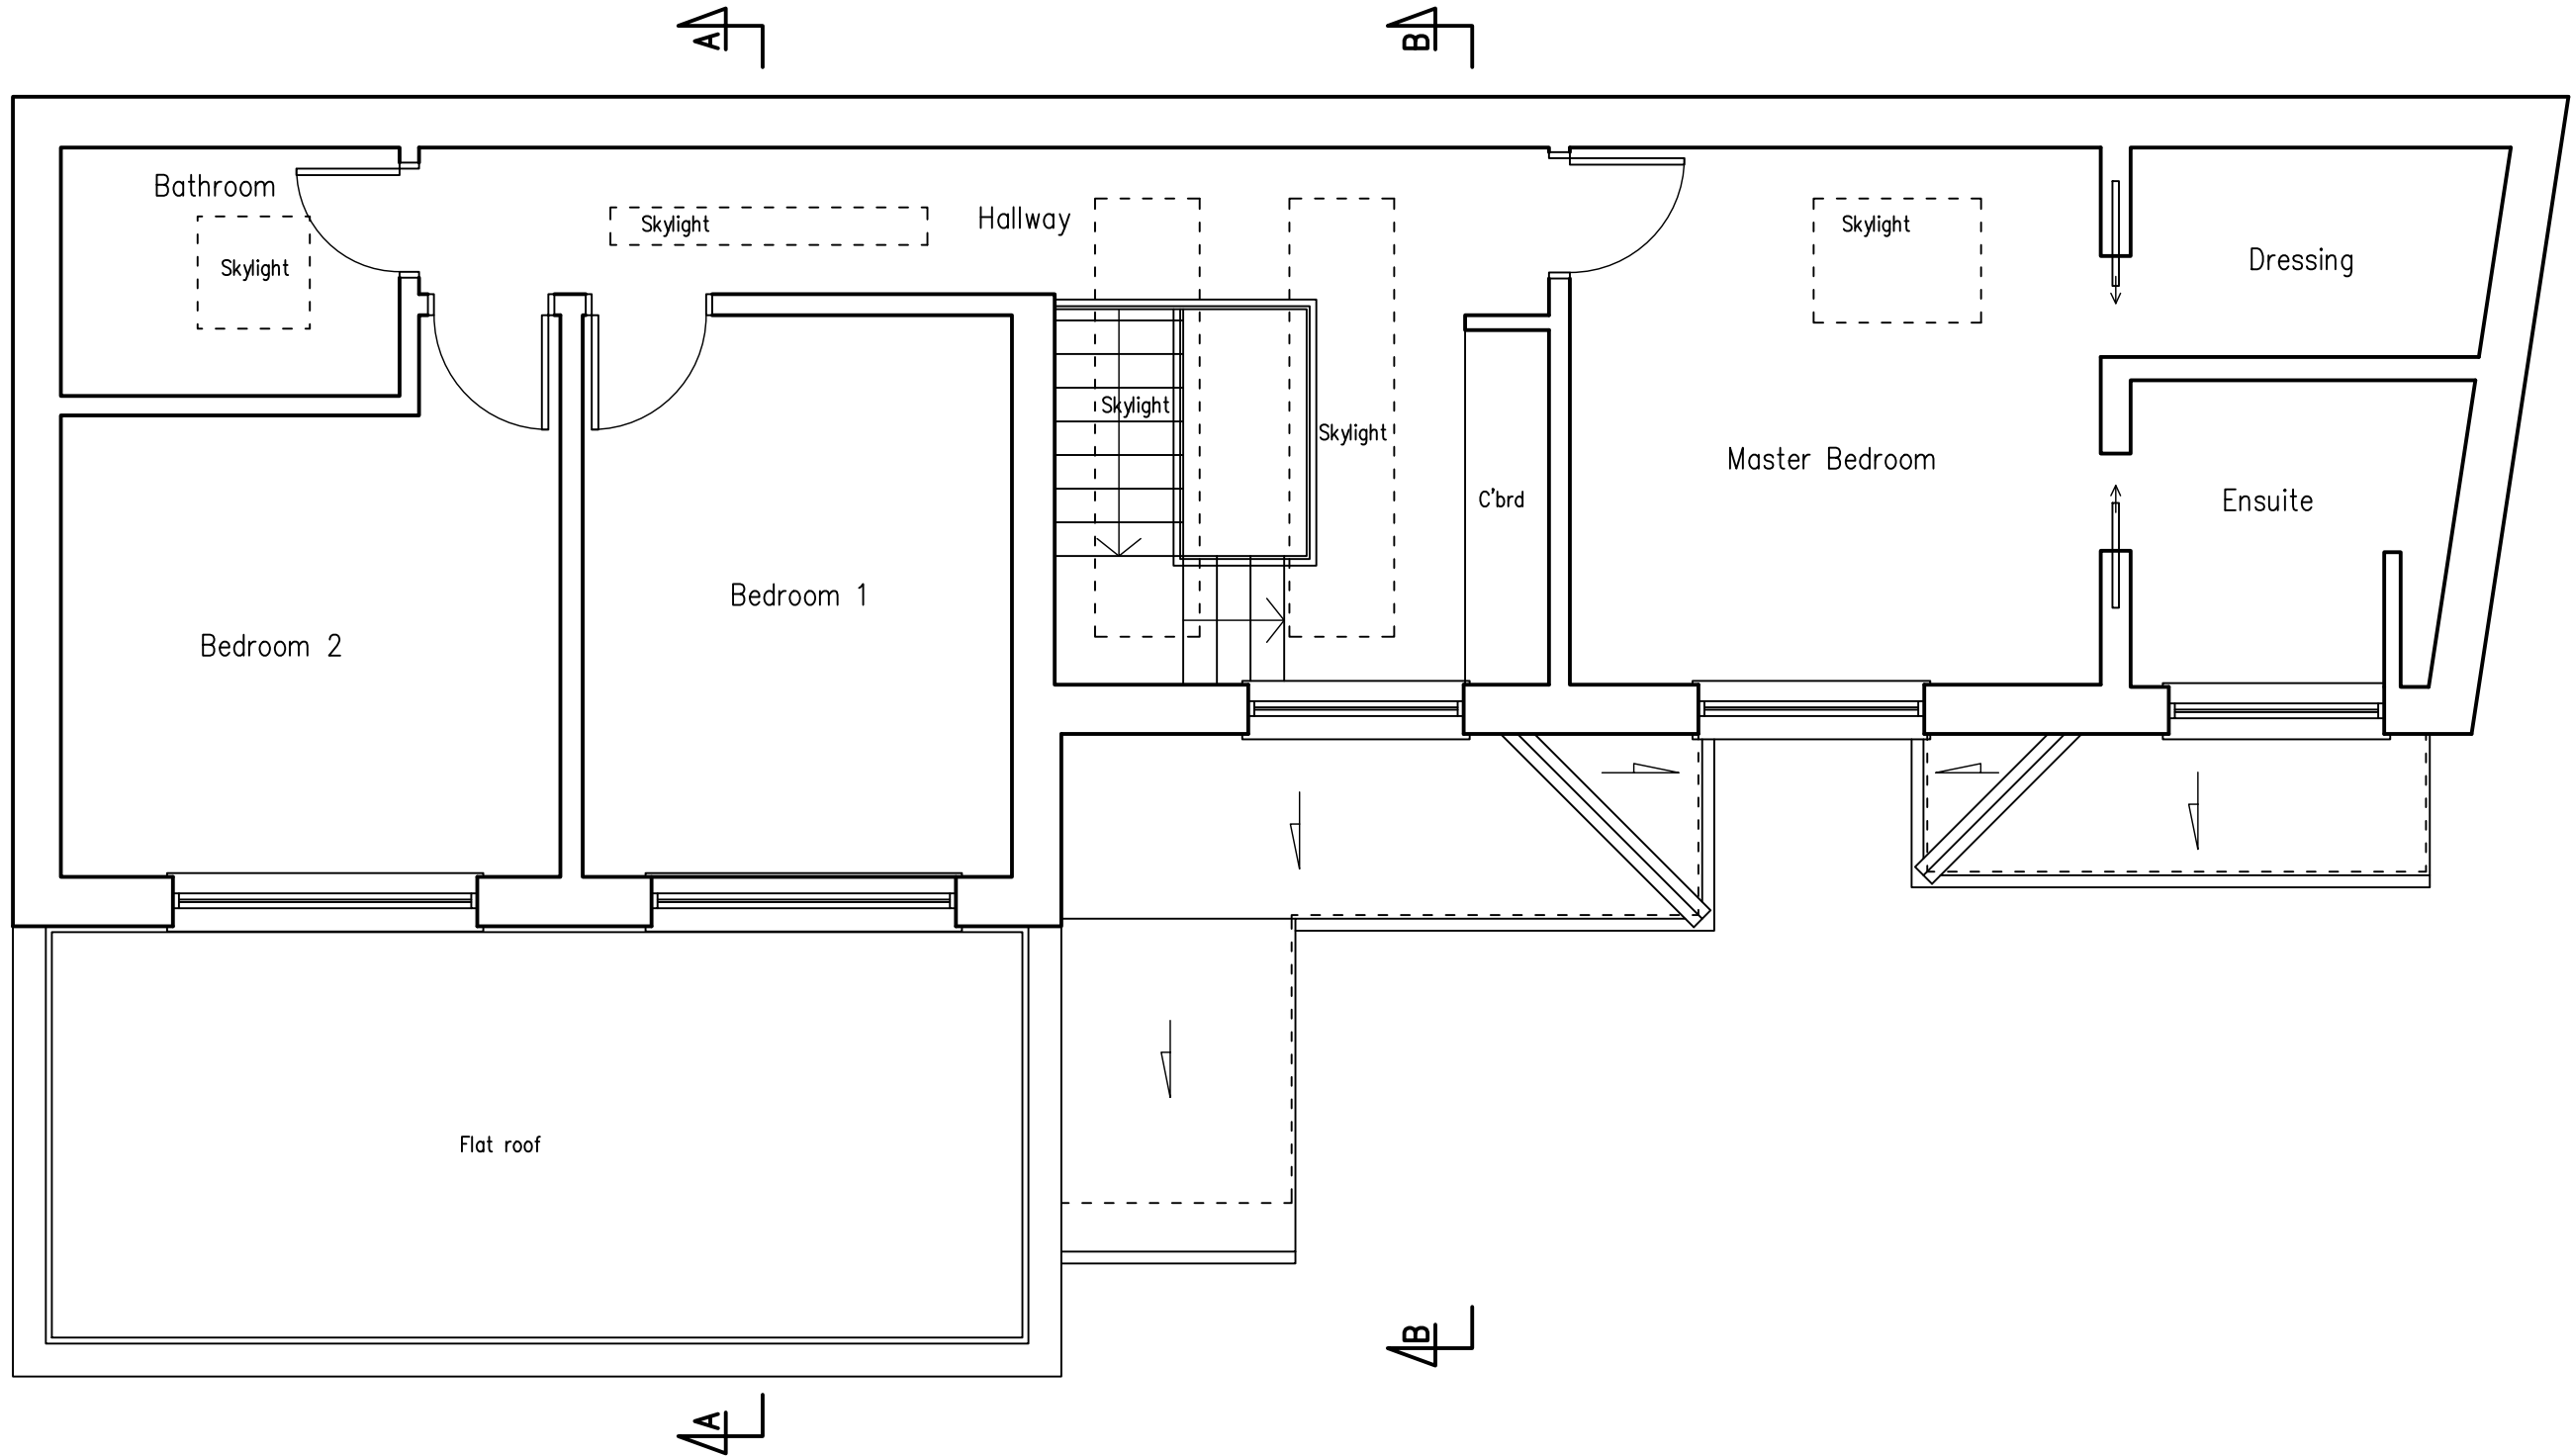 A
B
Bathroom
Skylight
Skylight
Hallway
Skylight
Skylight
Skylight
Dressing
C'brd
Master Bedroom
Ensuite
Bedroom 1
Bedroom 2
Flat roof
B
A